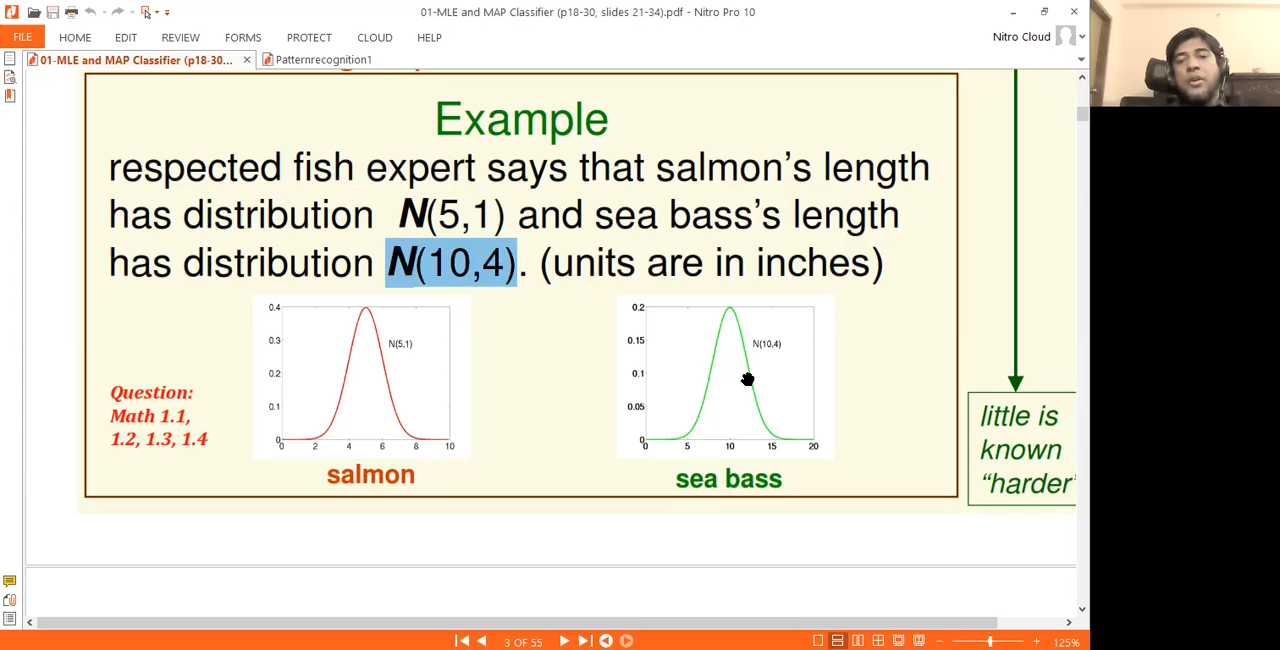 01-MLE and MAP Classifier (p18-30, slides 21-34).pdf - Nitro Pro 10
FILE HOME EDIT REVIEW FORMS PROTECT CLOUD HELP
Nitro Cloud
01-MLE and MAP Classifier (p18-30... Patternrecognition1
Example
respected fish expert says that salmon's length
has distribution N(5,1) and sea bass's length
has distribution N(10,4). (units are in inches)
0.4
0.3
0.2
0.1
0
0 2 4 6 8 10
N(5,1)
salmon
0.2
0.15
0.1
0.05
0
0 5 10 15 20
N(10,4)
sea bass
Question:
Math 1.1,
1.2, 1.3, 1.4
little is
known
“harder”
3 OF 55
125%